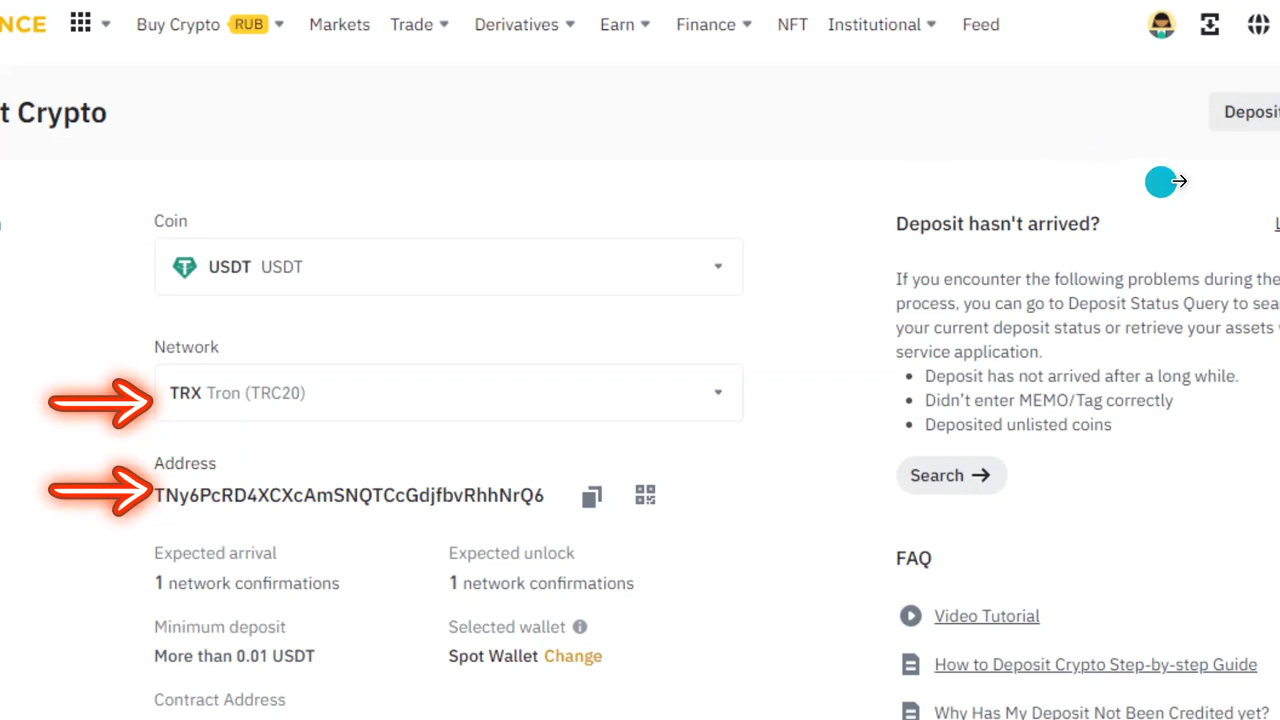 NCE Buy Crypto RUB Markets Trade Derivatives Earn Finance NFT Institutional Feed
t Crypto
Deposit
Coin
USDT USDT
Network
TRX Tron (TRC20)
Address
TNy6PcRD4XCXcAmSNQTCcGdjfbvRhhNrQ6
Expected arrival
1 network confirmations
Expected unlock
1 network confirmations
Minimum deposit
More than 0.01 USDT
Selected wallet
Spot Wallet Change
Contract Address
Deposit hasn't arrived?
If you encounter the following problems during the
process, you can go to Deposit Status Query to sea
your current deposit status or retrieve your assets
service application.
Deposit has not arrived after a long while.
Didn't enter MEMO/Tag correctly
Deposited unlisted coins
Search
FAQ
Video Tutorial
How to Deposit Crypto Step-by-step Guide
Why Has My Deposit Not Been Credited yet?